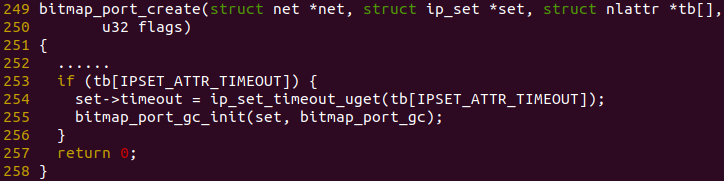 249 bitmap_port_create(struct net *net, struct ip_set *set, struct nlattr *tb[],
250         u32 flags)
251 {
252   ......
253   if (tb[IPSET_ATTR_TIMEOUT]) {
254     set->timeout = ip_set_timeout_uget(tb[IPSET_ATTR_TIMEOUT]);
255     bitmap_port_gc_init(set, bitmap_port_gc);
256   }
257   return 0;
258 }